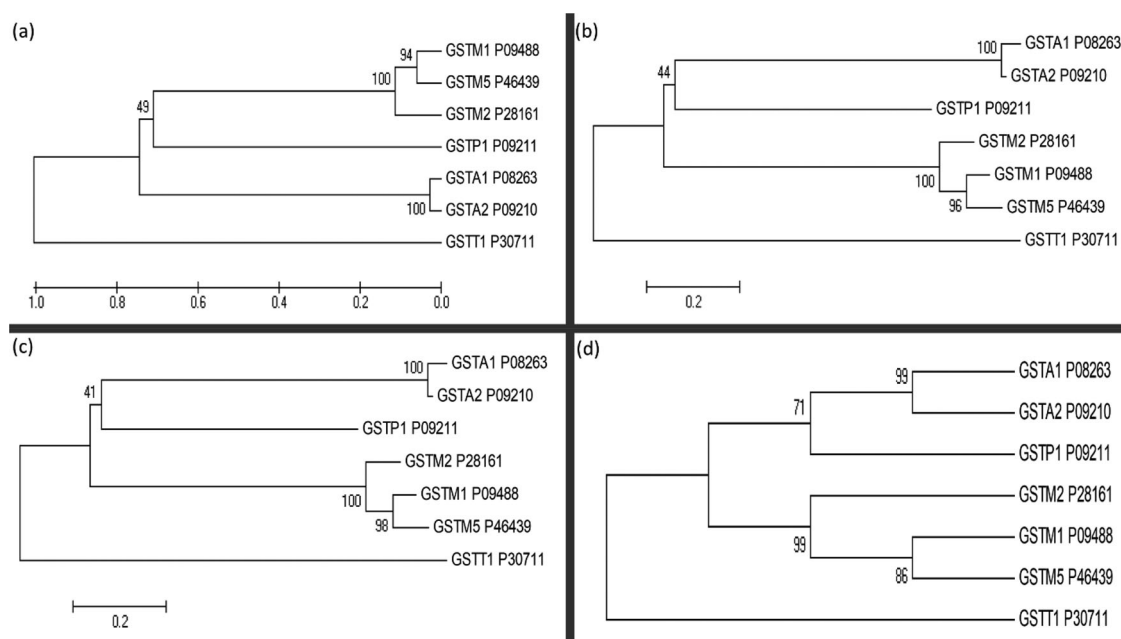 (a)
94
GSTM1 P09488
GSTM5 P46439
100
GSTM2 P28161
49
GSTP1 P09211
GSTA1 P08263
100
GSTA2 P09210
GSTT1 P30711
1.0 0.8 0.6 0.4 0.2 0.0
(b)
100
GSTA1 P08263
GSTA2 P09210
44
GSTP1 P09211
GSTM2 P28161
100
GSTM1 P09488
96
GSTM5 P46439
GSTT1 P30711
0.2
(c)
100
GSTA1 P08263
GSTA2 P09210
41
GSTP1 P09211
GSTM2 P28161
100
GSTM1 P09488
98
GSTM5 P46439
GSTT1 P30711
0.2
(d)
99
GSTA1 P08263
GSTA2 P09210
71
GSTP1 P09211
GSTM2 P28161
99
GSTM1 P09488
86
GSTM5 P46439
GSTT1 P30711